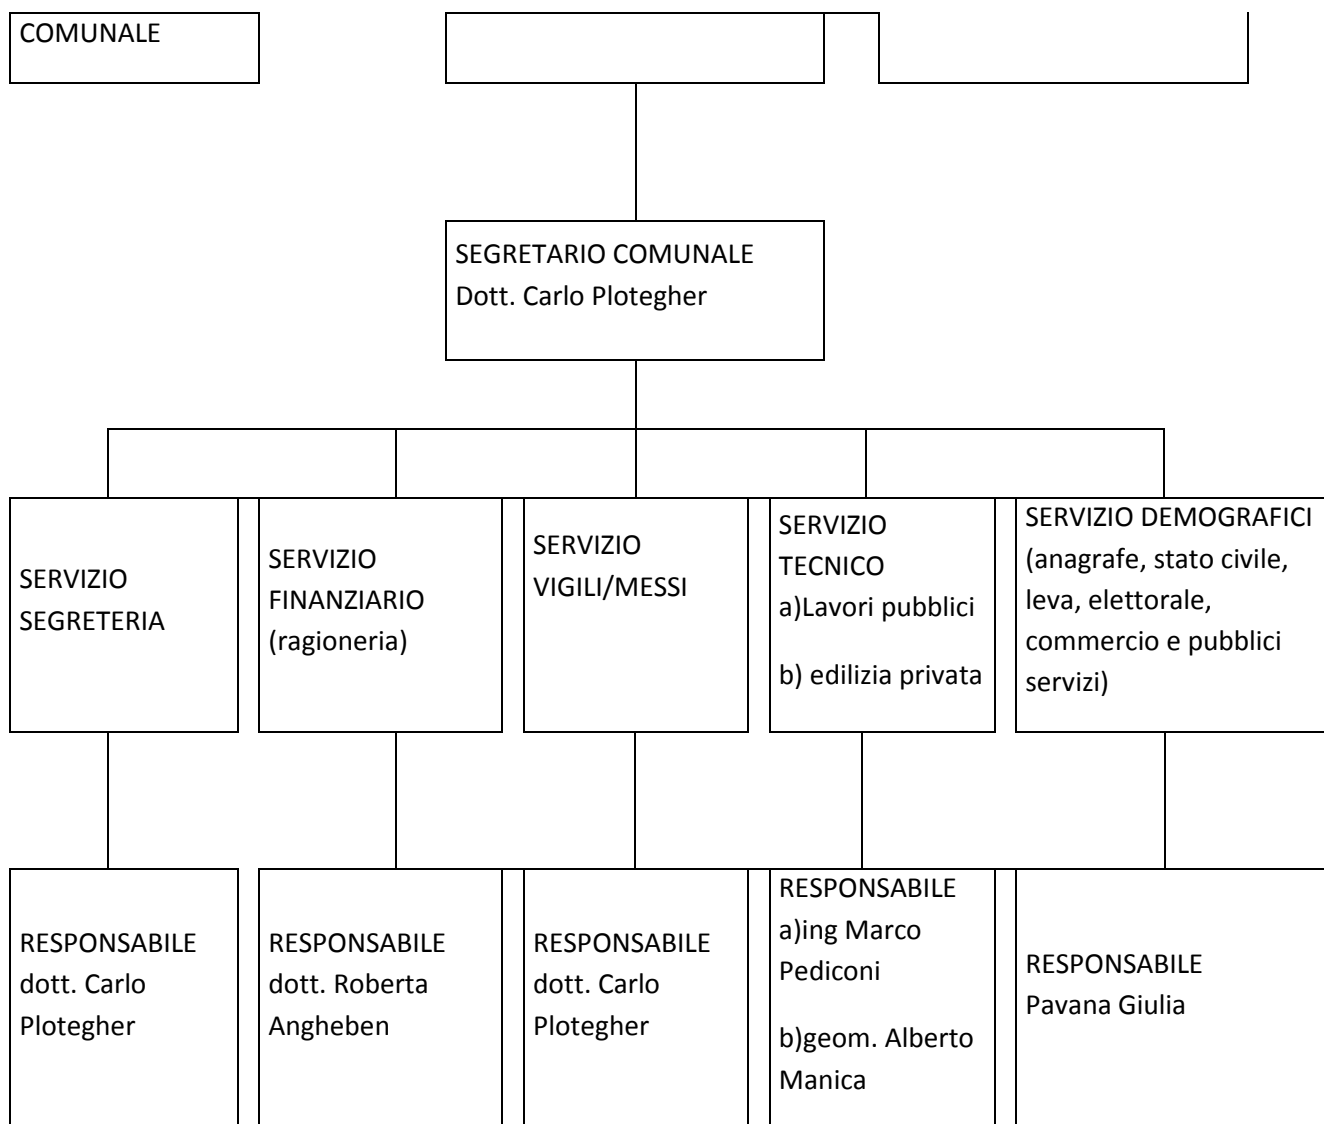 COMUNALE
SEGRETARIO COMUNALE
Dott. Carlo Plotegher
SERVIZIO
SEGRETERIA
SERVIZIO
FINANZIARIO
(ragioneria)
SERVIZIO
VIGILI/MESSI
SERVIZIO
TECNICO
a)Lavori pubblici
b) edilizia privata
SERVIZIO DEMOGRAFICI
(anagrafe, stato civile,
leva, elettorale,
commercio e pubblici
servizi)
RESPONSABILE
dott. Carlo
Plotegher
RESPONSABILE
dott. Roberta
Angheben
RESPONSABILE
dott. Carlo
Plotegher
RESPONSABILE
a)ing Marco
Pediconi
b)geom. Alberto
Manica
RESPONSABILE
Pavana Giulia